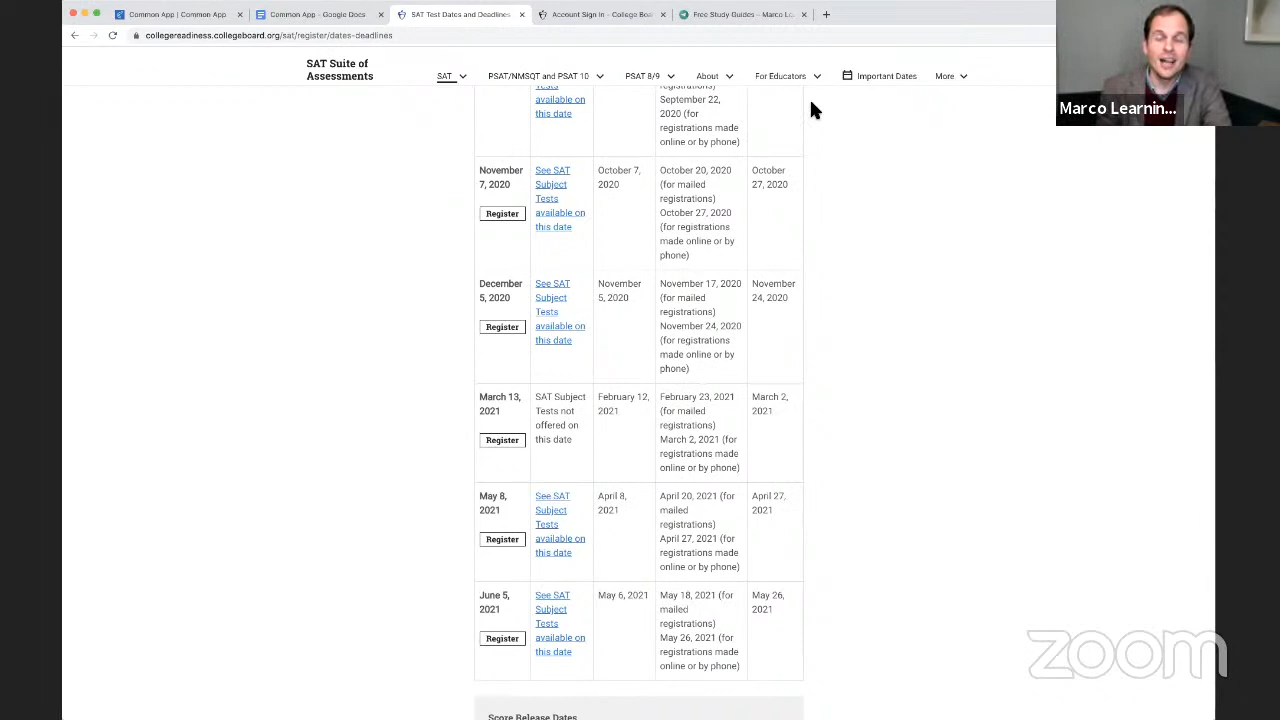 Common App | Common App
Common App - Google Docs
SAT Test Dates and Deadlines
Account Sign In – College Bo
Free Study Guides – Marco Le
collegereadiness.collegeboard.org/sat/register/dates-deadlines
SAT Suite of
Assessments
SAT
PSAT/NMSQT and PSAT 10
PSAT 8/9
About
For Educators
Important Dates
More
Marco Learnin...
Tests
available on
this date
registrations)
September 22,
2020 (for
registrations made
online or by phone)
November
7, 2020
Register
See SAT
Subject
Tests
available on
this date
October 7,
2020
October 20, 2020
(for mailed
registrations)
October 27, 2020
(for registrations
made online or by
phone)
October
27, 2020
December
5, 2020
Register
See SAT
Subject
Tests
available on
this date
November
5, 2020
November 17, 2020
(for mailed
registrations)
November 24, 2020
(for registrations
made online or by
phone)
November
24, 2020
March 13,
2021
Register
SAT Subject
Tests not
offered on
this date
February 12,
2021
February 23, 2021
(for mailed
registrations)
March 2, 2021 (for
registrations made
online or by phone)
March 2,
2021
May 8,
2021
Register
See SAT
Subject
Tests
available on
this date
April 8,
2021
April 20, 2021 (for
mailed
registrations)
April 27, 2021 (for
registrations made
online or by phone)
April 27,
2021
June 5,
2021
Register
See SAT
Subject
Tests
available on
this date
May 6, 2021
May 18, 2021 (for
mailed
registrations)
May 26, 2021 (for
registrations made
online or by phone)
May 26,
2021
Score Release Dates
zoom